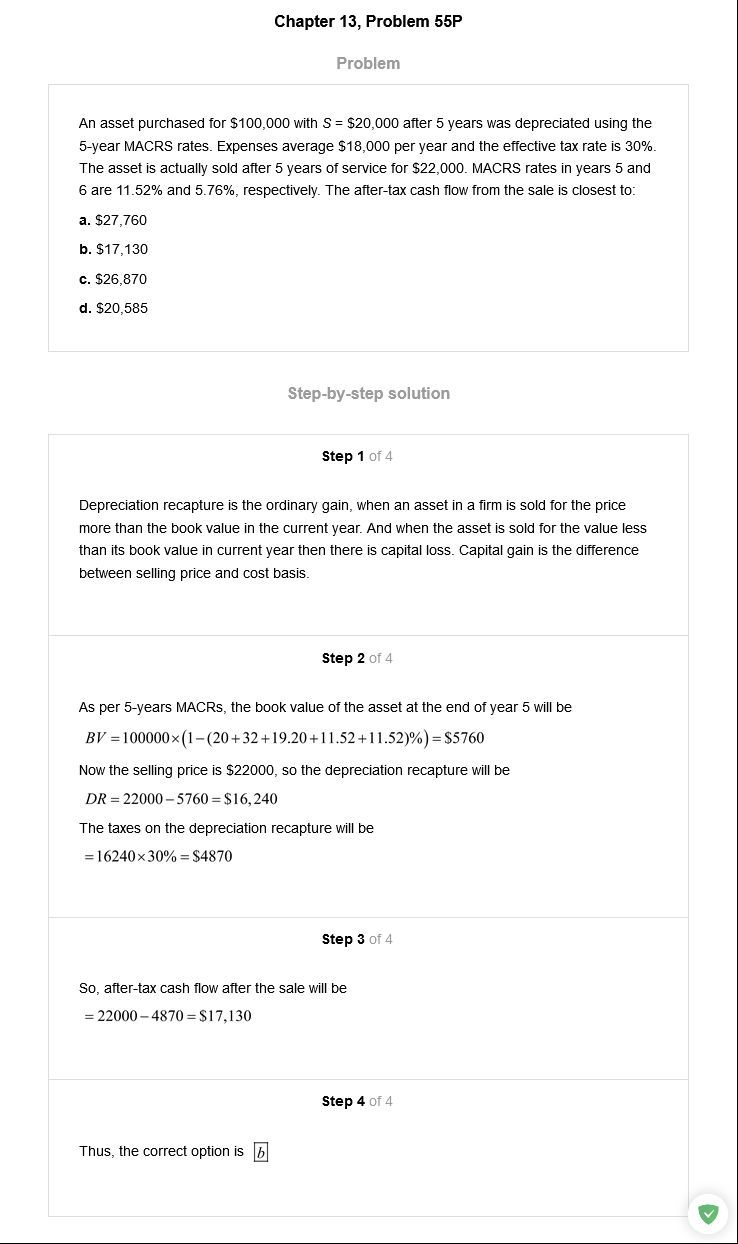 Chapter 13, Problem 55P
Problem
An asset purchased for $100,000 with S = $20,000 after 5 years was depreciated using the
5-year MACRS rates. Expenses average $18,000 per year and the effective tax rate is 30%.
The asset is actually sold after 5 years of service for $22,000. MACRS rates in years 5 and
6 are 11.52% and 5.76%, respectively. The after-tax cash flow from the sale is closest to:
a. $27,760
b. $17,130
c. $26,870
d. $20,585
Step-by-step solution
Step 1 of 4
Depreciation recapture is the ordinary gain, when an asset in a firm is sold for the price
more than the book value in the current year. And when the asset is sold for the value less
than its book value in current year then there is capital loss. Capital gain is the difference
between selling price and cost basis.
Step 2 of 4
As per 5-years MACRs, the book value of the asset at the end of year 5 will be
BV = 100000×(1−(20+32+19.20+11.52+11.52)%) = $5760
Now the selling price is $22000, so the depreciation recapture will be
DR = 22000 − 5760 = $16,240
The taxes on the depreciation recapture will be
= 16240×30% = $4870
Step 3 of 4
So, after-tax cash flow after the sale will be
= 22000 − 4870 = $17,130
Step 4 of 4
Thus, the correct option is b